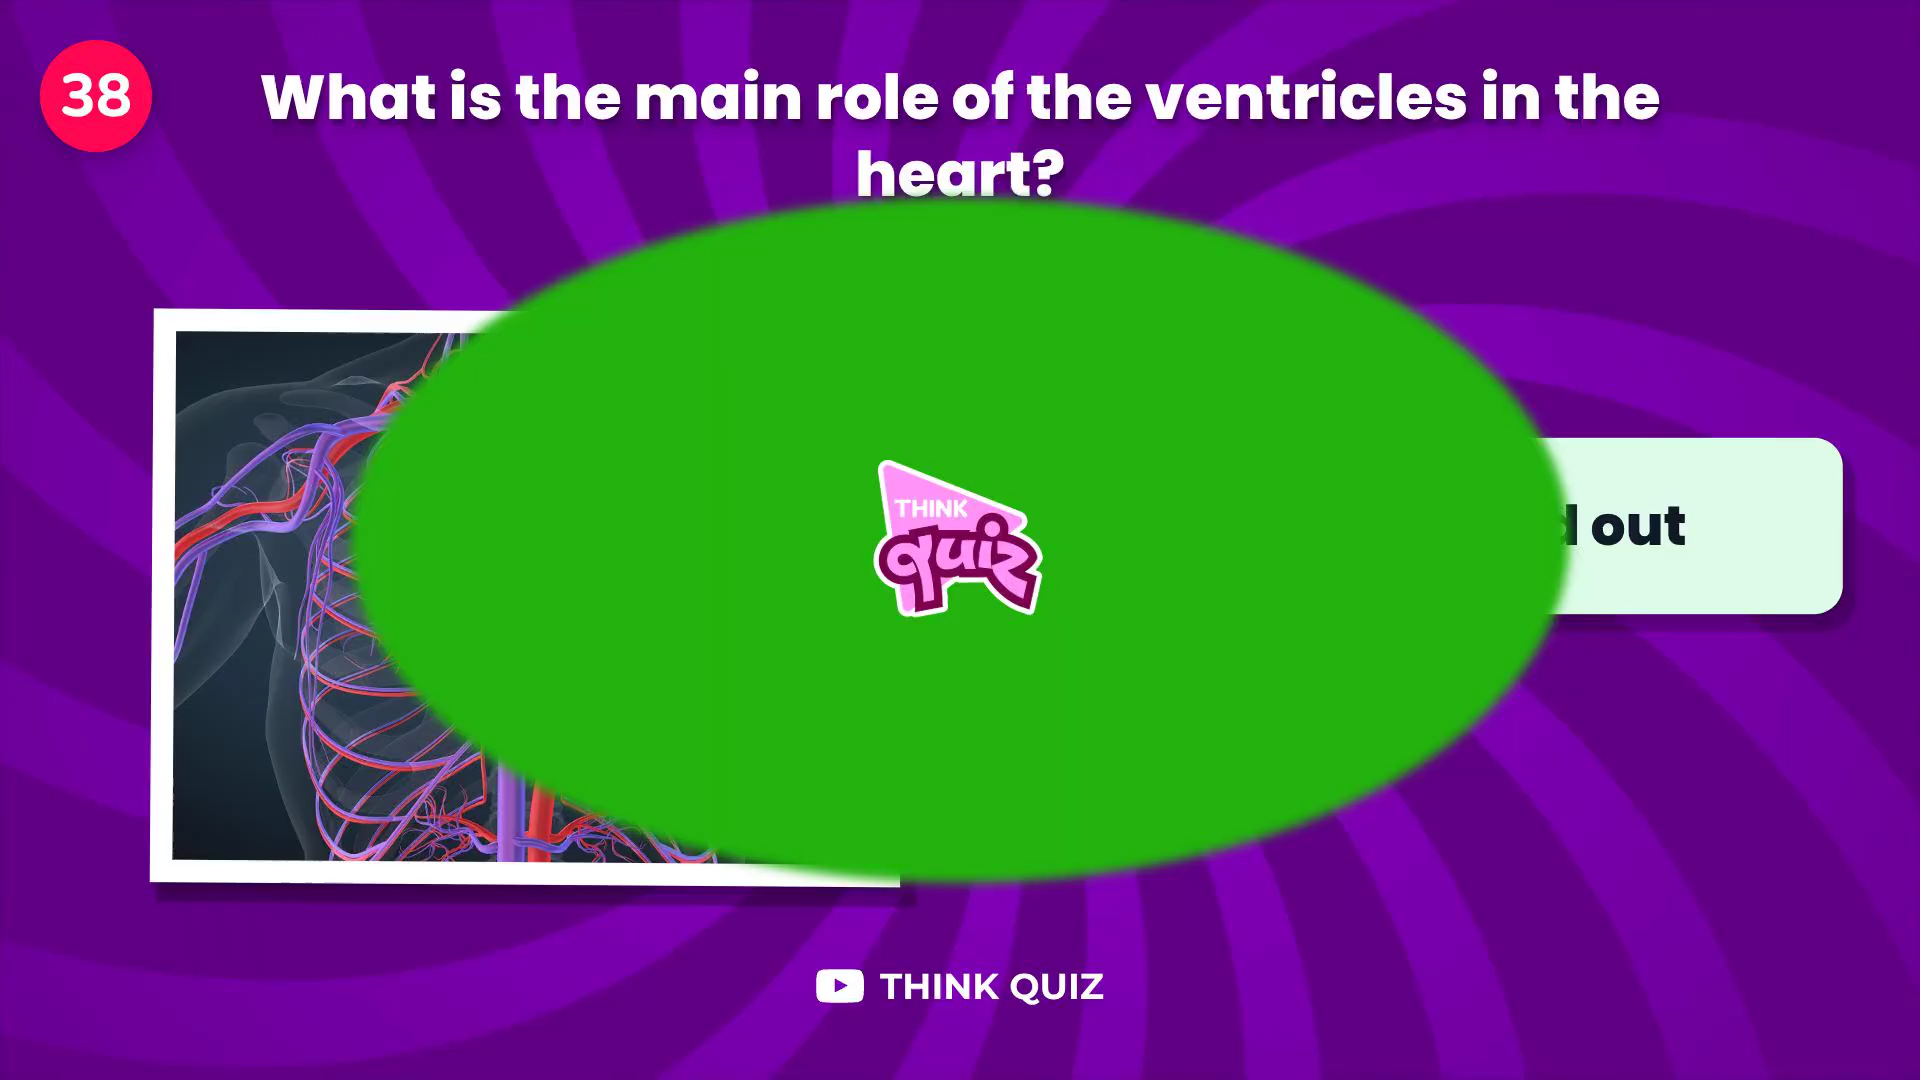 38
What is the main role of the ventricles in the
heart?
THINK
quiz
out
THINK QUIZ